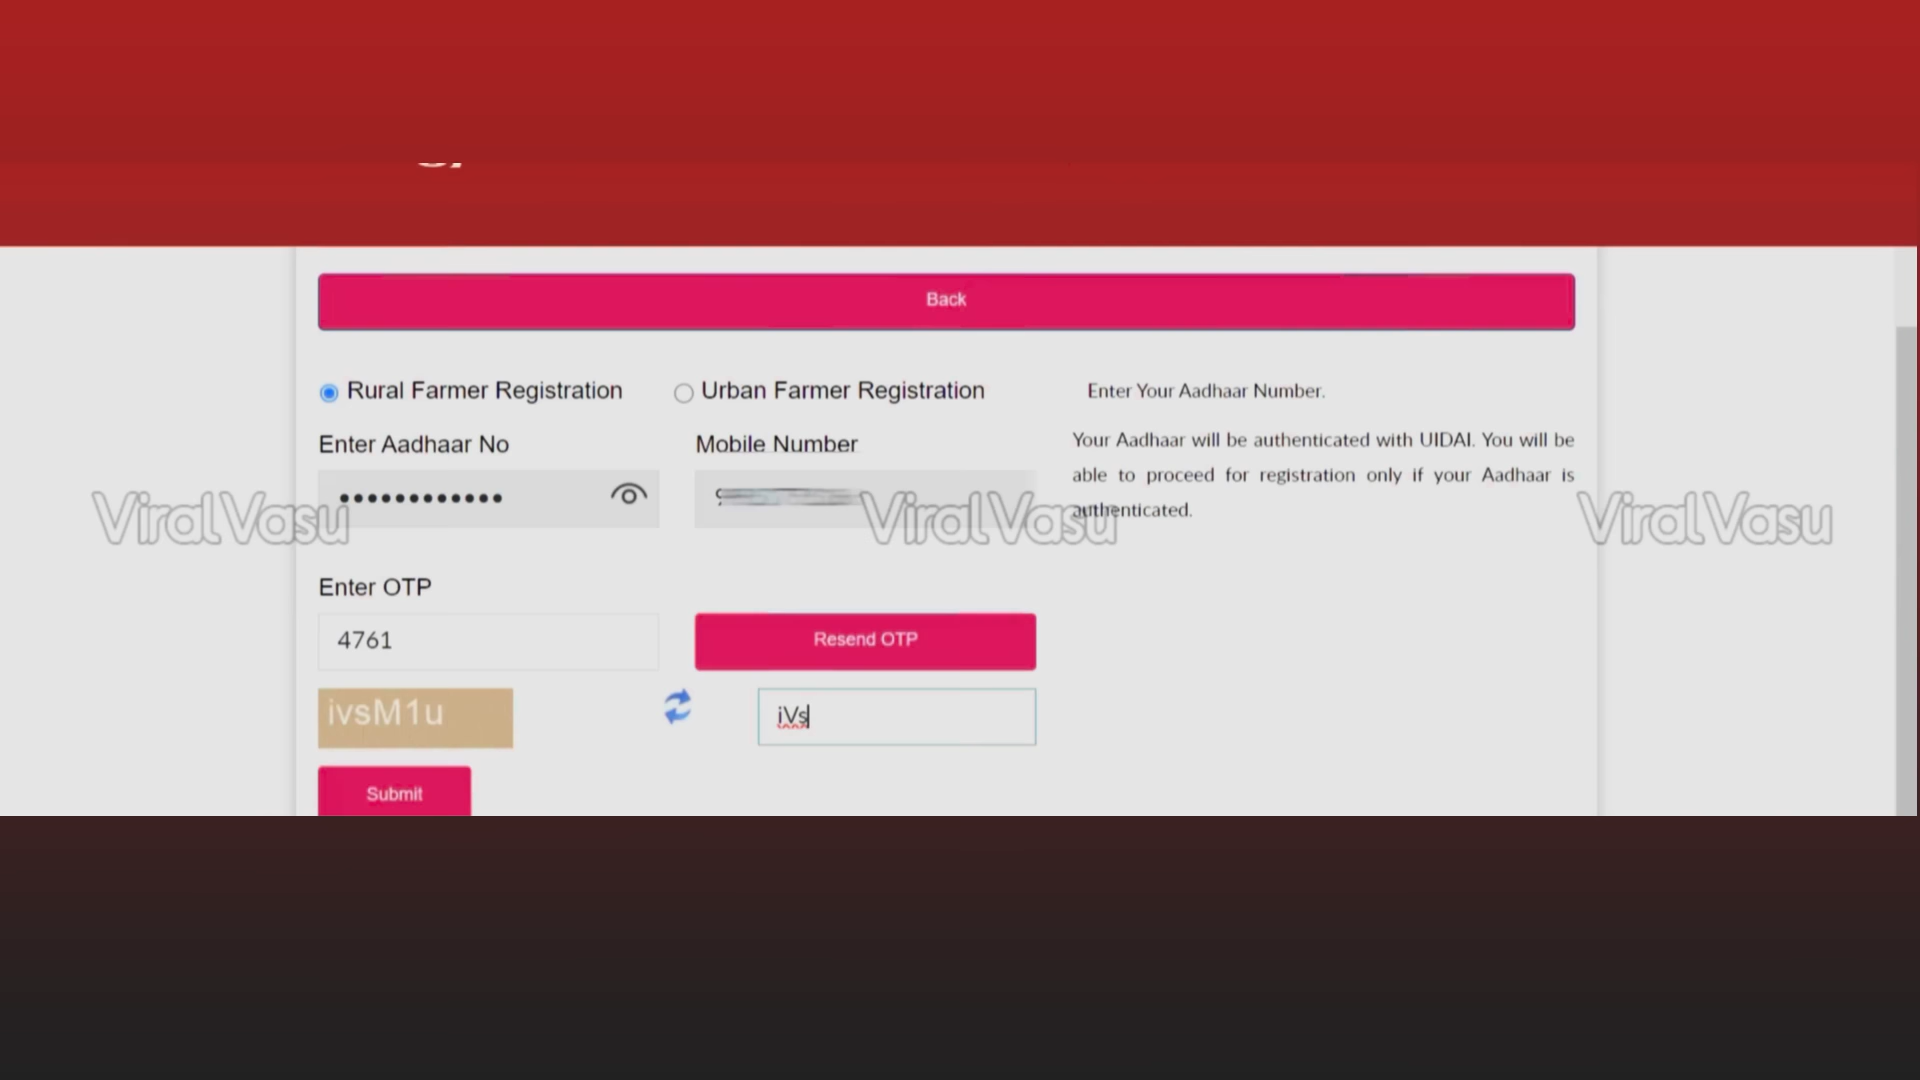 Back
Rural Farmer Registration
Urban Farmer Registration
Enter Your Aadhaar Number.
Enter Aadhaar No
Mobile Number
Your Aadhaar will be authenticated with UIDAI. You will be
able to proceed for registration only if your Aadhaar is
authenticated.
ViralVasu
ViralVasu
ViralVasu
Enter OTP
4761
Resend OTP
ivsM1u
iVs
Submit